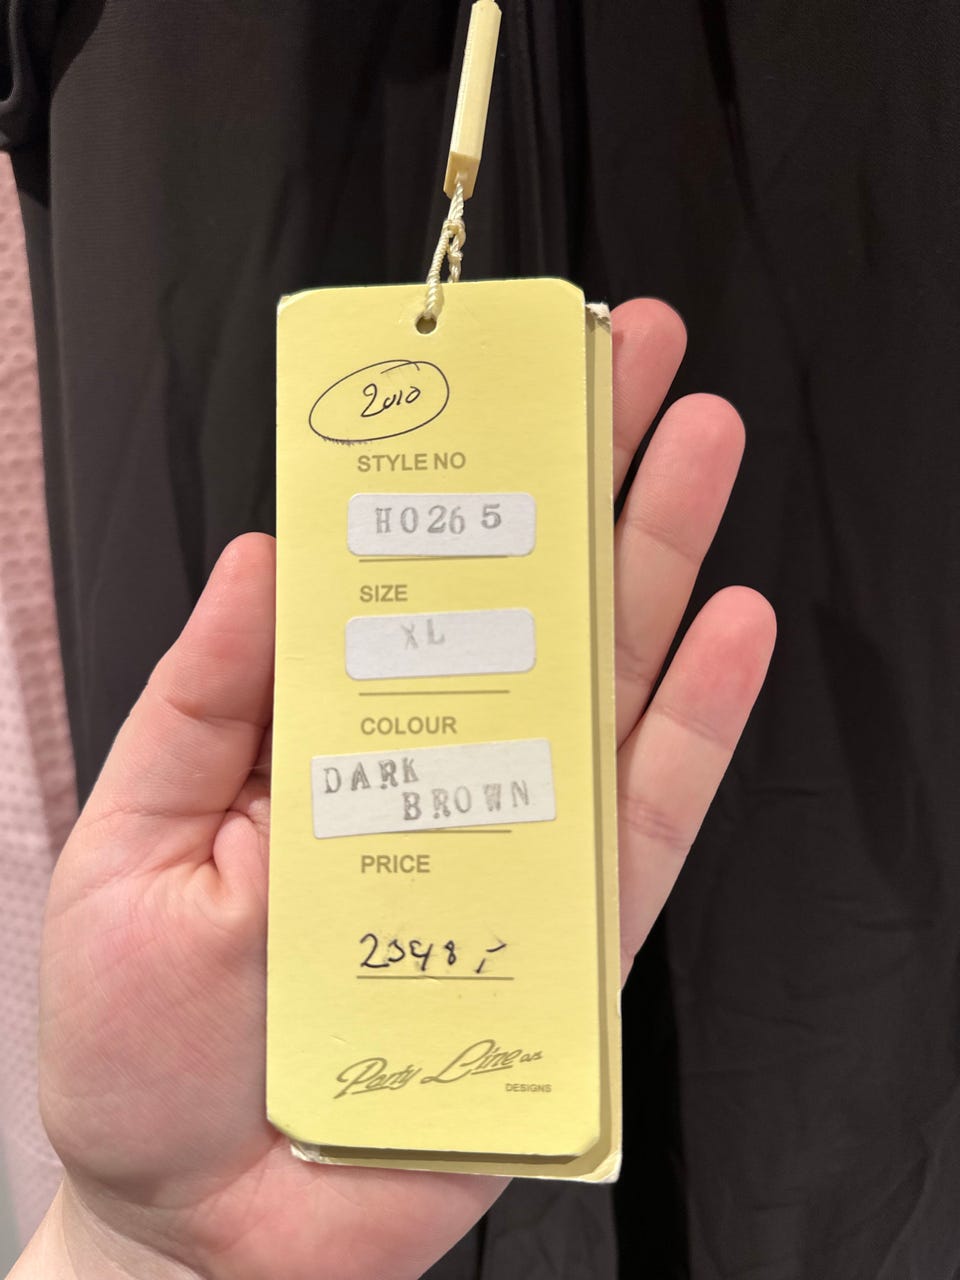 2010
STYLE NO
H0265
SIZE
XL
COLOUR
DARK
BROWN
PRICE
Party Line A/S
DESIGNS